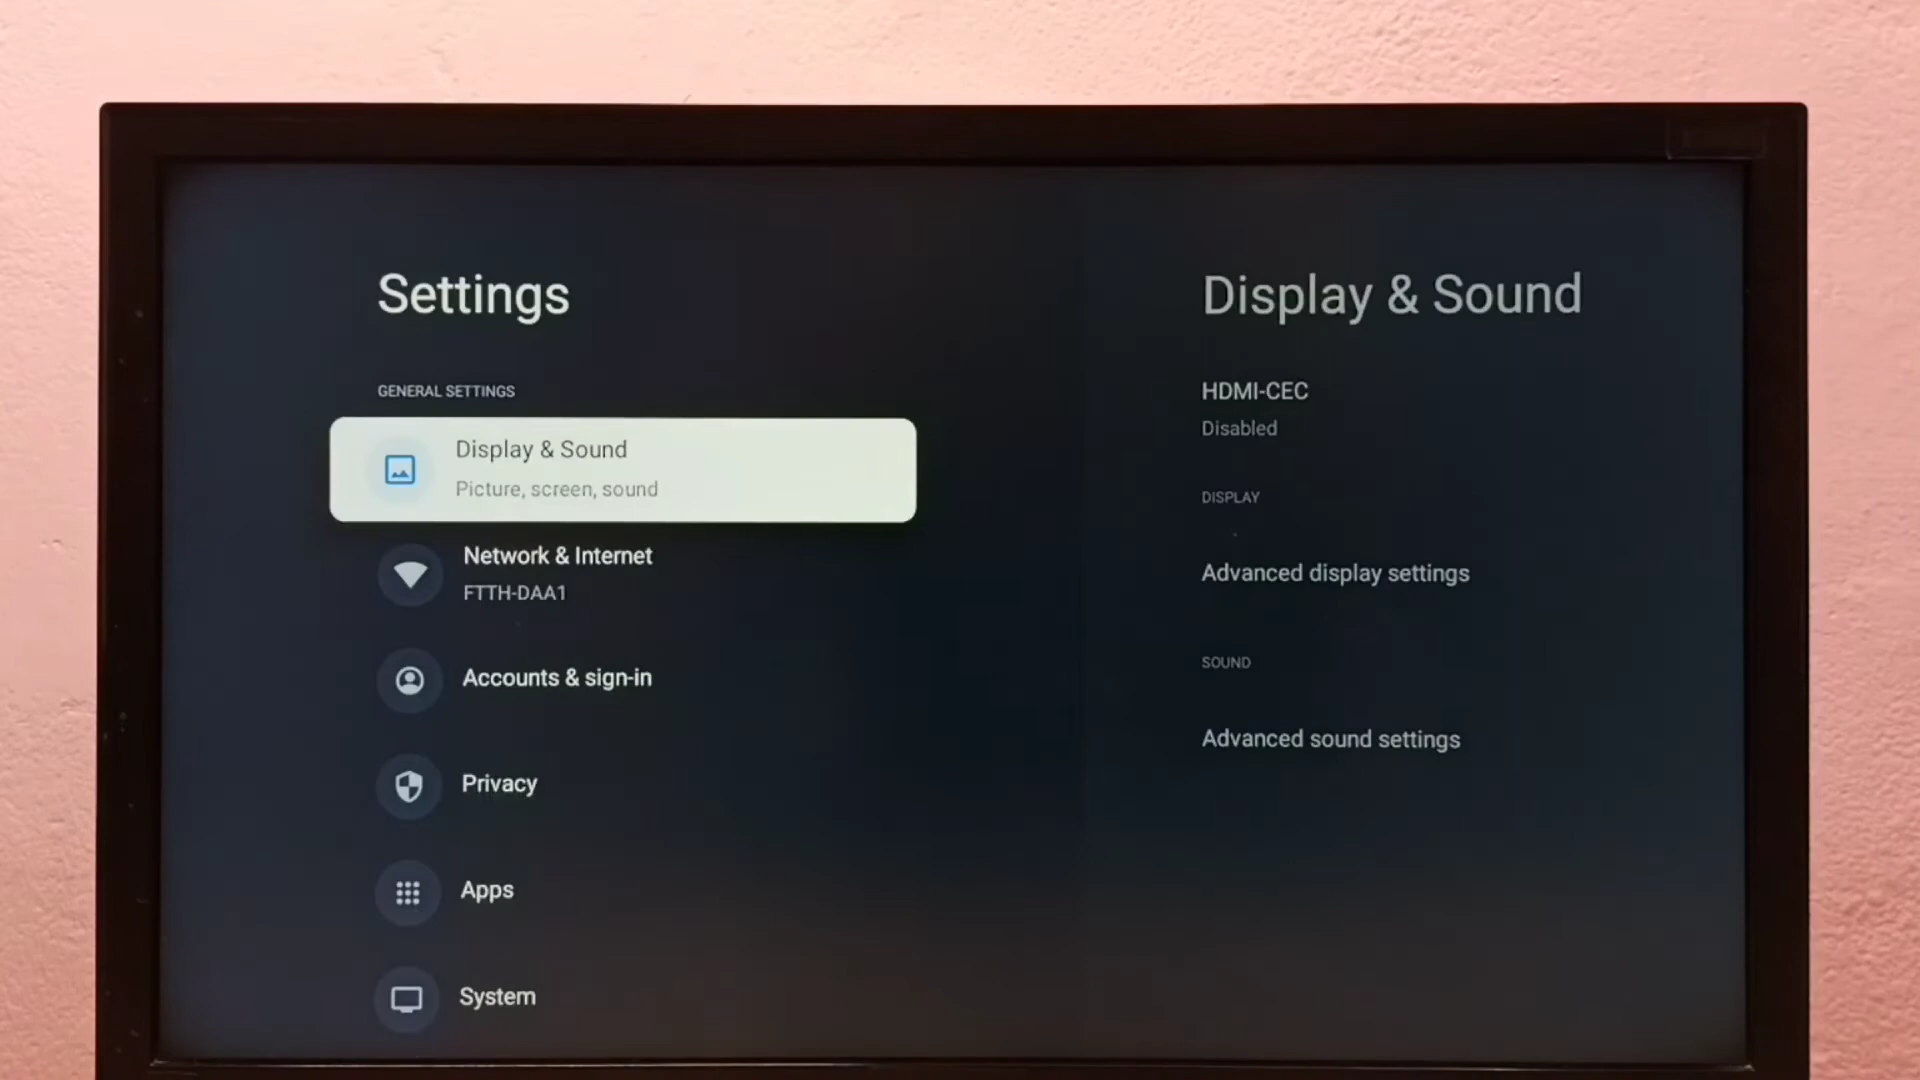 Settings
GENERAL SETTINGS
Display & Sound
Picture, screen, sound
Network & Internet
FTTH-DAA1
Accounts & sign-in
Privacy
Apps
System
Display & Sound
HDMI-CEC
Disabled
DISPLAY
Advanced display settings
SOUND
Advanced sound settings